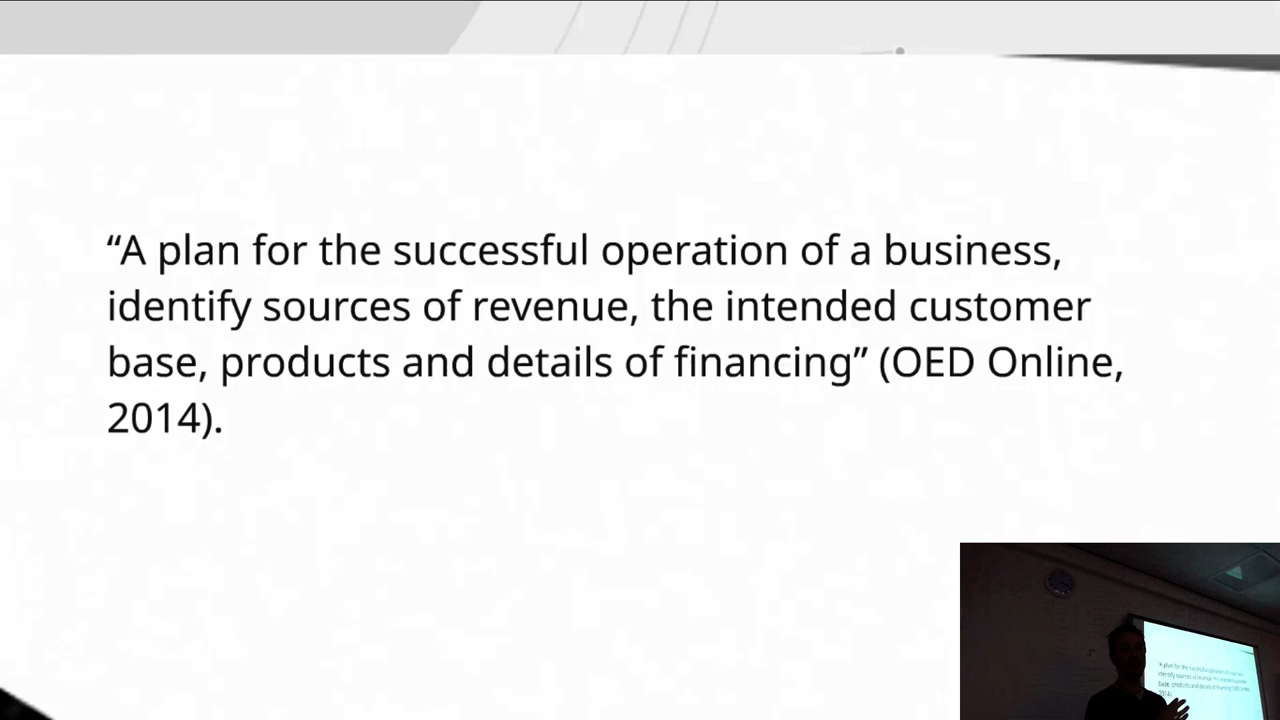 “A plan for the successful operation of a business,
identify sources of revenue, the intended customer
base, products and details of financing” (OED Online,
2014).